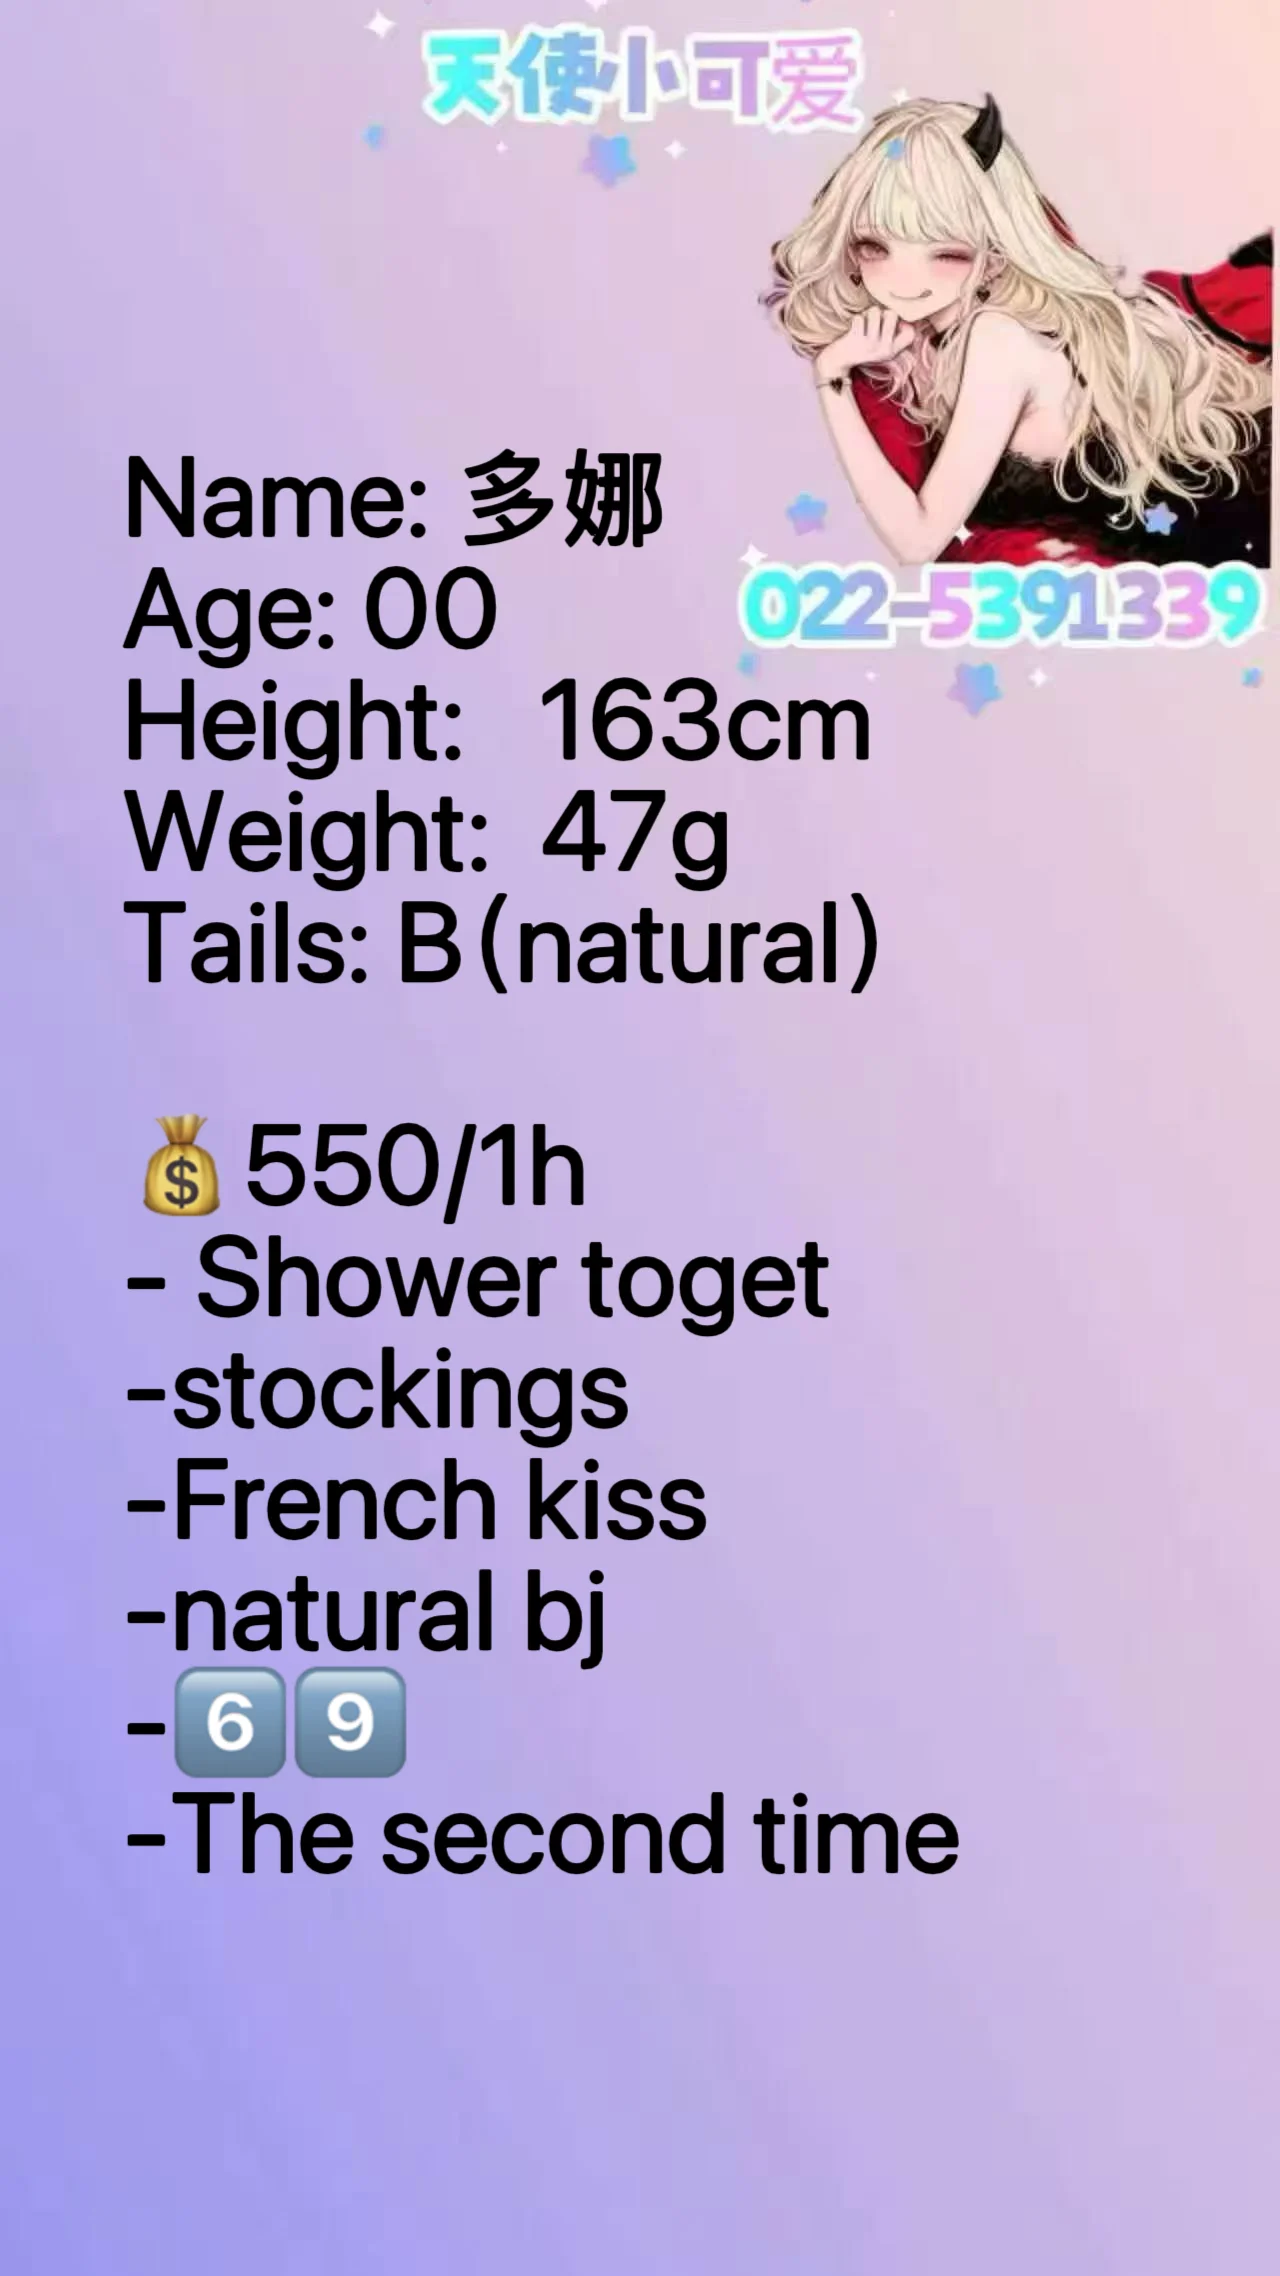 天使小可爱
Name: 多娜
022-5391339
Age: 00
Height: 163cm
Weight: 47g
Tails: B(natural)
💰550/1h
- Shower toget
-stockings
-French kiss
-natural bj
-6️⃣9️⃣
-The second time